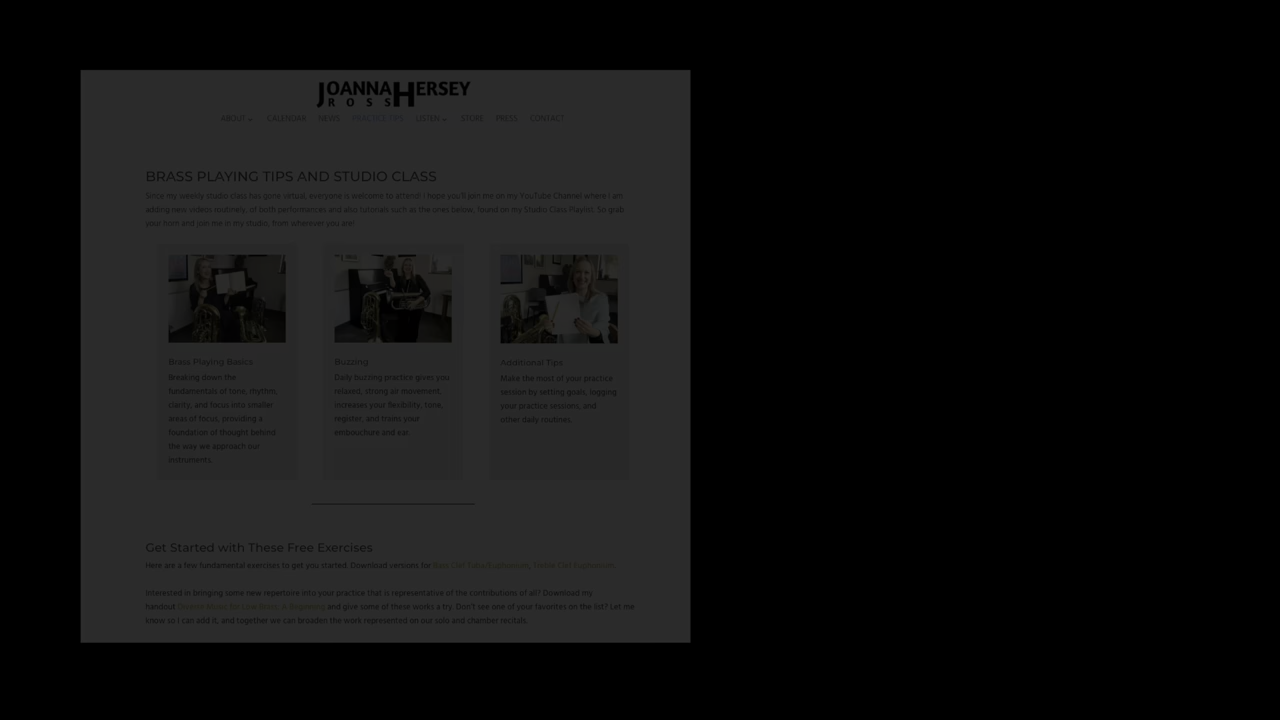 JOANNA HERSEY
ROSS
ABOUT CALENDAR NEWS PRACTICE TIPS LISTEN STORE PRESS CONTACT
BRASS PLAYING TIPS AND STUDIO CLASS
Since my weekly studio class has gone virtual, everyone is welcome to attend! I hope you'll join me on my YouTube Channel where I am
adding new videos routinely, of both performances and also tutorials such as the ones below, found on my Studio Class Playlist. So grab
your horn and join me in my studio, from wherever you are!
Brass Playing Basics
Breaking down the
fundamentals of tone, rhythm,
clarity, and focus into smaller
areas of focus, providing a
foundation of thought behind
the way we approach our
instruments.
Buzzing
Daily buzzing practice gives you
relaxed, strong air movement,
increases your flexibility, tone,
register, and trains your
embouchure and ear.
Additional Tips
Make the most of your practice
session by setting goals, logging
your practice sessions, and
other daily routines.
Get Started with These Free Exercises
Here are a few fundamental exercises to get you started. Download versions for Bass Clef Tuba/Euphonium, Treble Clef Euphonium.
Interested in bringing some new repertoire into your practice that is representative of the contributions of all? Download my
handout Diverse Works for Low Brass: a Beginning and give some of these works a try. Don't see one of your favorites on the list? Let me
know so I can add it, and together we can broaden the work represented on our solo and chamber recitals.